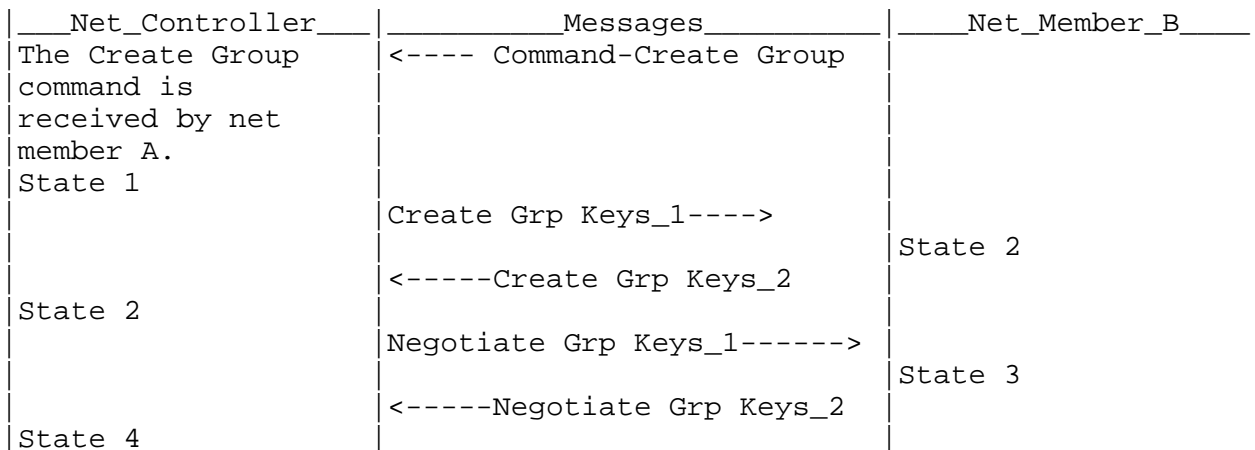 |___Net_Controller___|___________Messages___________|____Net_Member_B____
|The Create Group     |<---- Command-Create Group    |
|command is           |                              |
|received by net      |                              |
|member A.            |                              |
|State 1              |                              |
|                     |Create Grp Keys_1---->        |
|                     |                              |State 2
|                     |<-----Create Grp Keys_2       |
|State 2              |                              |
|                     |Negotiate Grp Keys_1------>   |
|                     |                              |State 3
|                     |<-----Negotiate Grp Keys_2    |
|State 4              |                              |